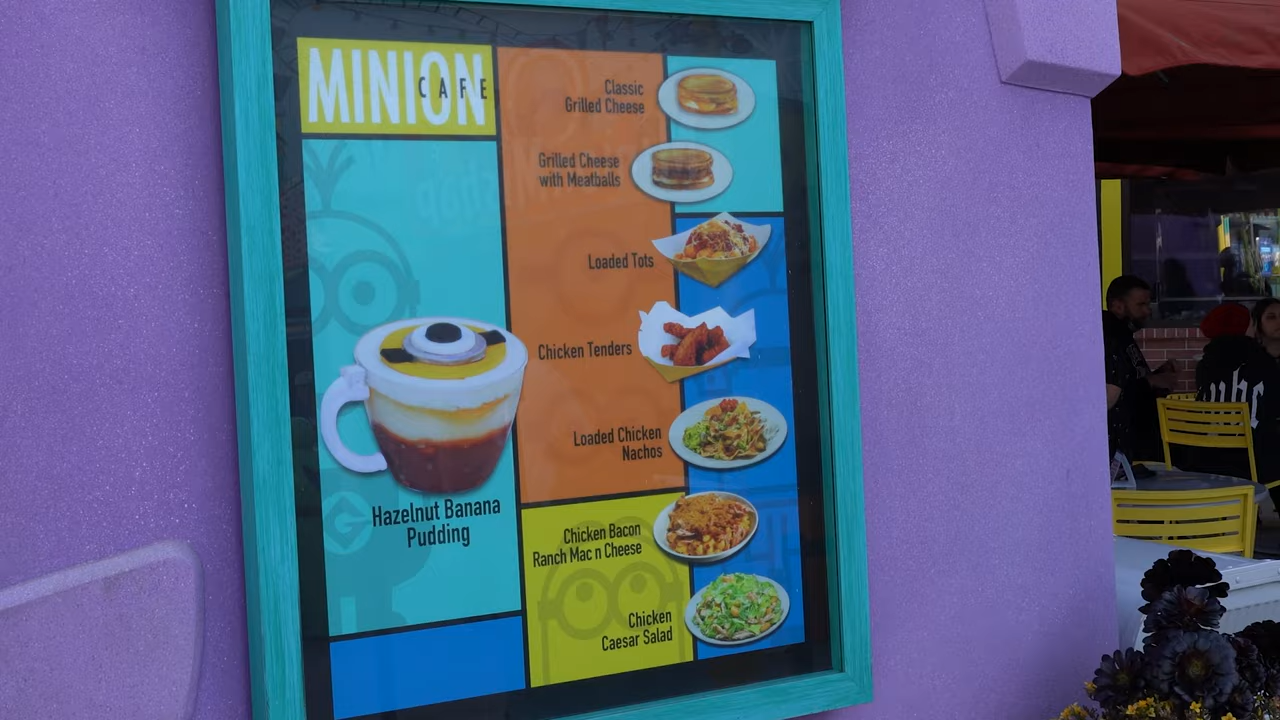 MINION
CAFE
Classic
Grilled Cheese
Grilled Cheese
with Meatballs
Loaded Tots
Chicken Tenders
Loaded Chicken
Nachos
Hazelnut Banana
Pudding
Chicken Bacon
Ranch Mac n Cheese
Chicken
Caesar Salad